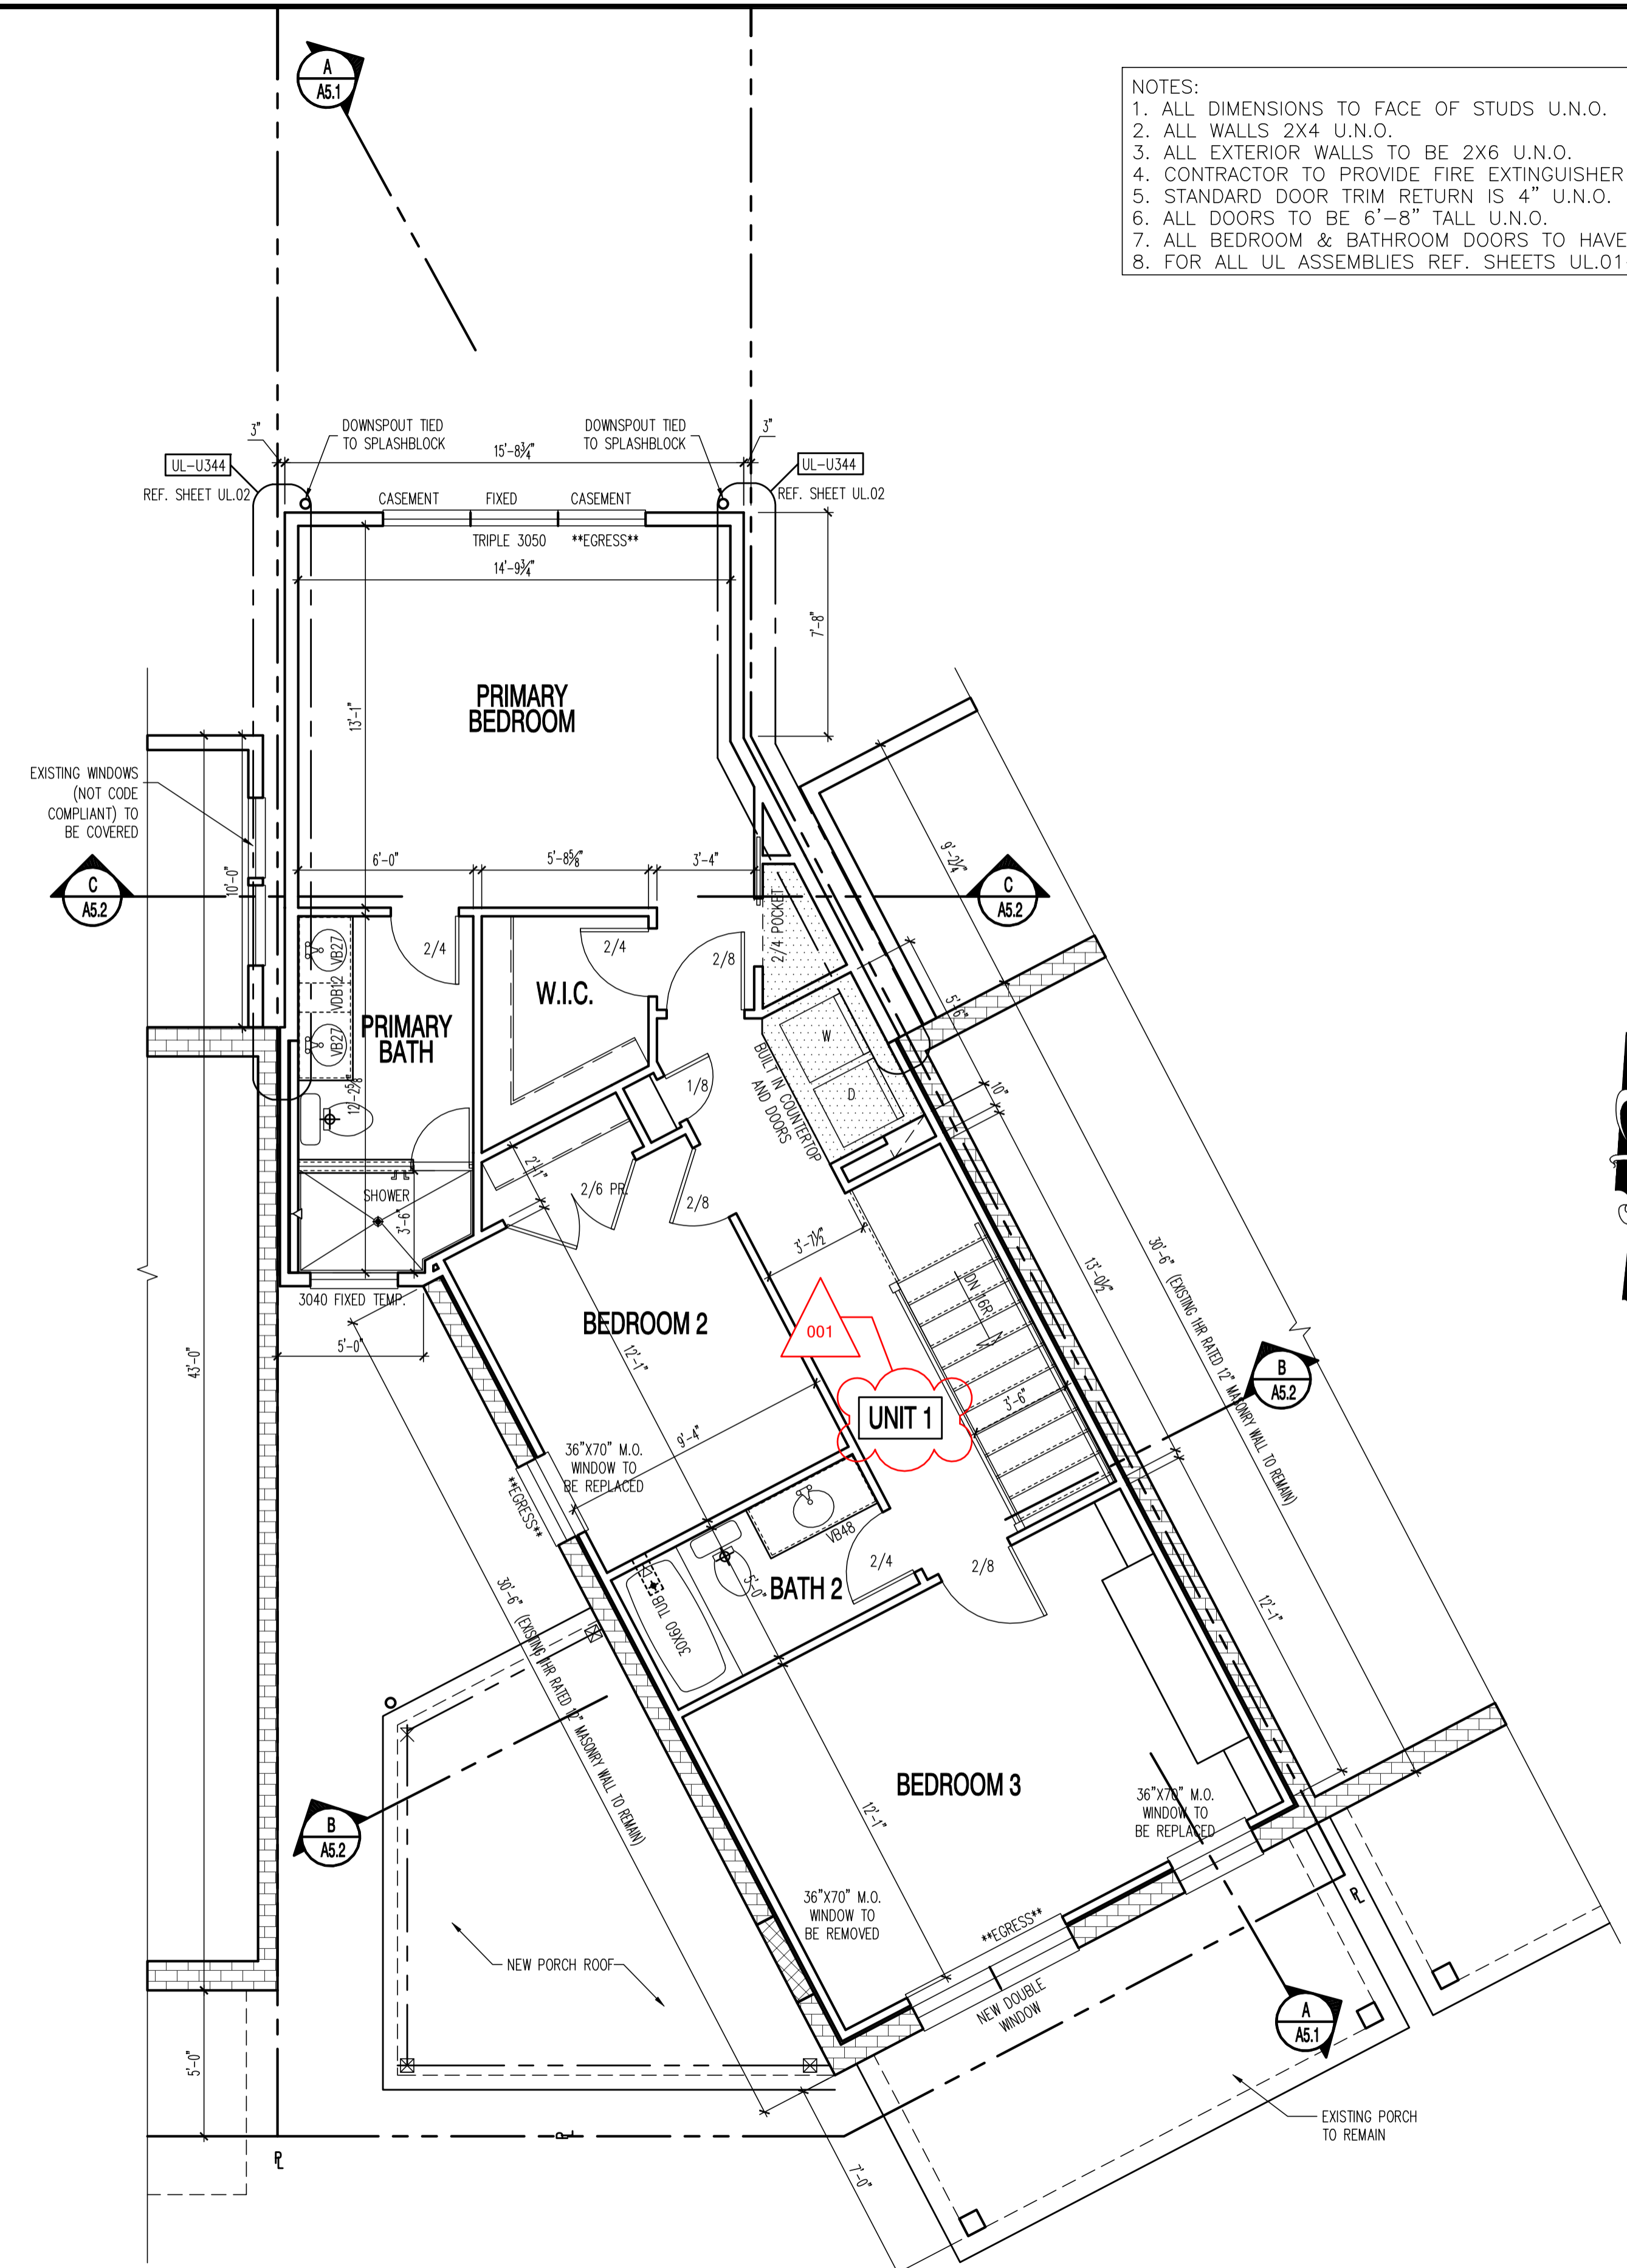 A
A5.1
NOTES:
1. ALL DIMENSIONS TO FACE OF STUDS U.N.O.
2. ALL WALLS 2X4 U.N.O.
3. ALL EXTERIOR WALLS TO BE 2X6 U.N.O.
4. CONTRACTOR TO PROVIDE FIRE EXTINGUISHER
5. STANDARD DOOR TRIM RETURN IS 4" U.N.O.
6. ALL DOORS TO BE 6'-8" TALL U.N.O.
7. ALL BEDROOM & BATHROOM DOORS TO HAVE
8. FOR ALL UL ASSEMBLIES REF. SHEETS UL.01
3"
DOWNSPOUT TIED
TO SPLASHBLOCK
DOWNSPOUT TIED
TO SPLASHBLOCK
3"
15'-8¾"
UL-U344
REF. SHEET UL.02
UL-U344
REF. SHEET UL.02
CASEMENT
FIXED
CASEMENT
TRIPLE 3050
**EGRESS**
14'-9¾"
7'-8"
13'-1"
PRIMARY
BEDROOM
EXISTING WINDOWS
(NOT CODE
COMPLIANT) TO
BE COVERED
10'-0"
6'-0"
5'-8⅝"
3'-4"
9'-2¼"
C
A5.2
C
A5.2
2/4 POCKET
2/4
2/4
2/8
VB27
VDB12
VB27
W.I.C.
PRIMARY
BATH
12'-2⅝"
5'-6"
W
D
BUILT IN COUNTERTOP
AND DOORS
10"
1/8
2'-1"
2/6 PR.
2/8
SHOWER
3'-6"
3'-7½"
3040 FIXED TEMP.
5'-0"
43'-0"
BEDROOM 2
12'-1"
001
UNIT 1
DN 16R
3'-6"
13'-0½"
30'-6" (EXISTING 1HR RATED 12" MASONRY WALL TO REMAIN)
B
A5.2
9'-4"
36"X70" M.O.
WINDOW TO
BE REPLACED
**EGRESS**
VB48
2/4
2/8
5'-0"
BATH 2
30X60 TUB
12'-1"
30'-6" (EXISTING 1HR RATED 12" MASONRY WALL TO REMAIN)
BEDROOM 3
12'-1"
B
A5.2
36"X70" M.O.
WINDOW TO
BE REPLACED
36"X70" M.O.
WINDOW TO
BE REMOVED
**EGRESS**
NEW DOUBLE
WINDOW
NEW PORCH ROOF
PL
A
A5.1
5'-0"
PL
PL
7'-0"
EXISTING PORCH
TO REMAIN